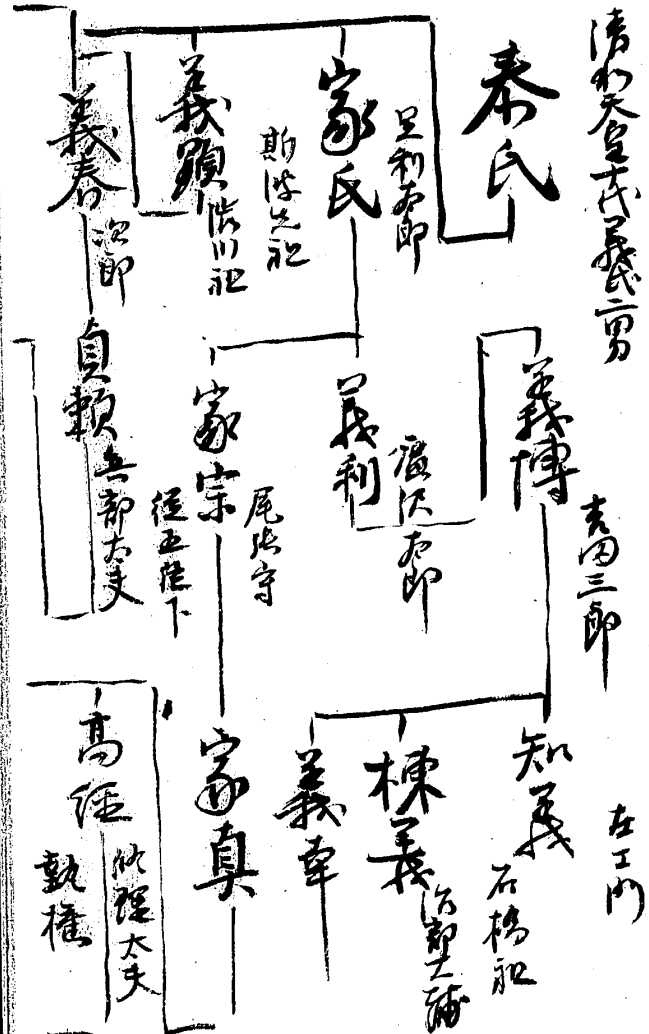 清和天皇十代義氏二男
泰氏
足利太郎
家氏
斯波先祖
義顕
渋川祖
義春
次郎
義博
吉田三郎
義利
廣沢太郎
家宗
尾張守
従五位下
貞頼
兵部大夫
知義
左エ門
石橋祖
棟義
治部大輔
義幸
家真
高経
修理大夫
執権